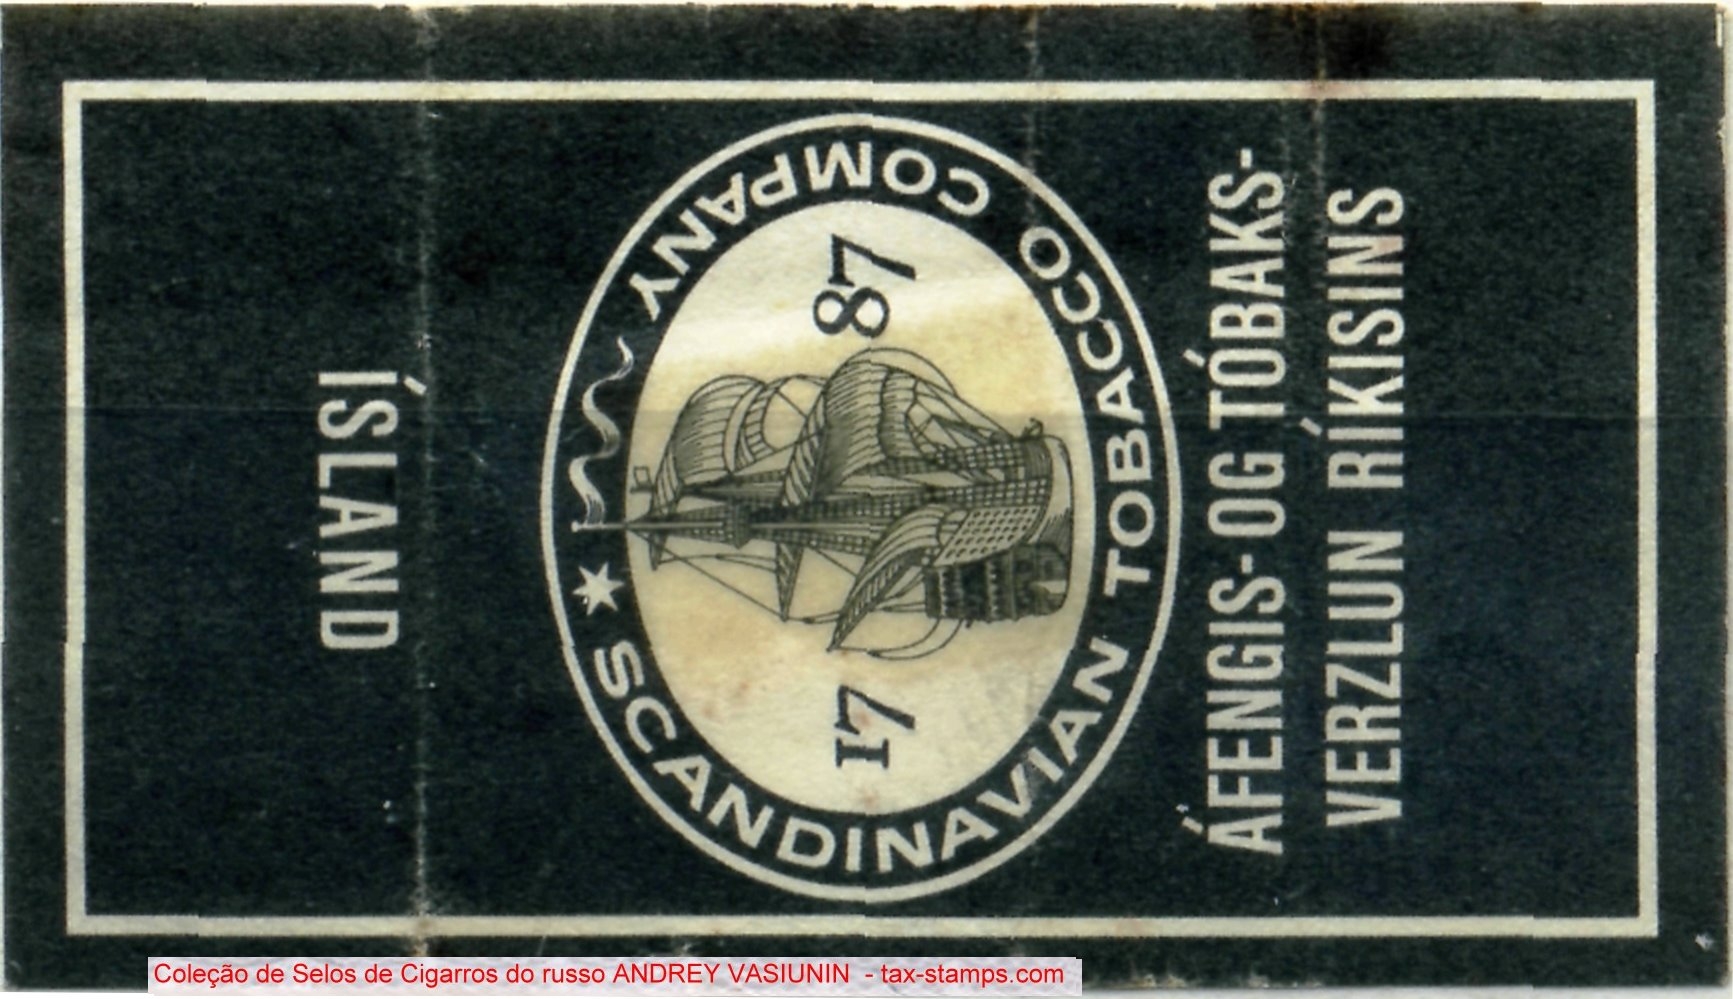 ÍSLAND
SCANDINAVIAN TOBACCO COMPANY
17 87
ÁFENGIS-OG TÓBAKS-
VERZLUN RÍKISINS
Coleção de Selos de Cigarros do russo ANDREY VASIUNIN - tax-stamps.com